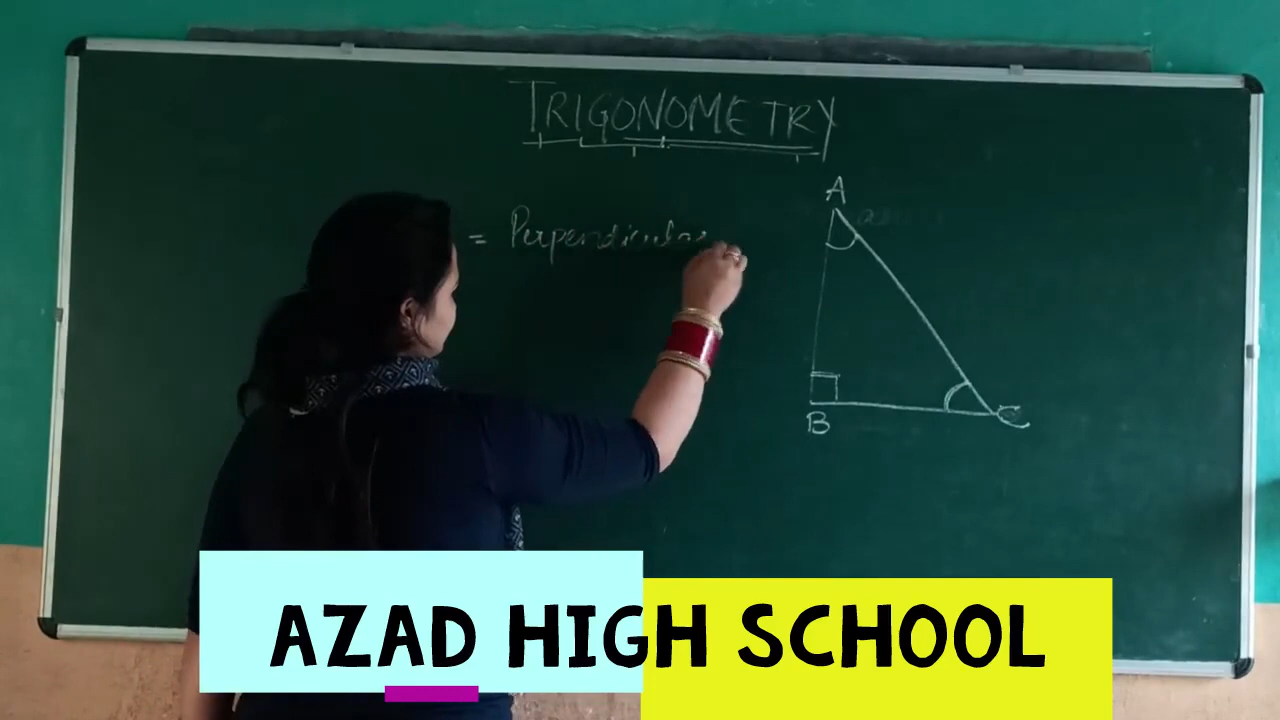 TRIGONOMETRY
A
= Perpendicular
B
C
AZAD HIGH SCHOOL